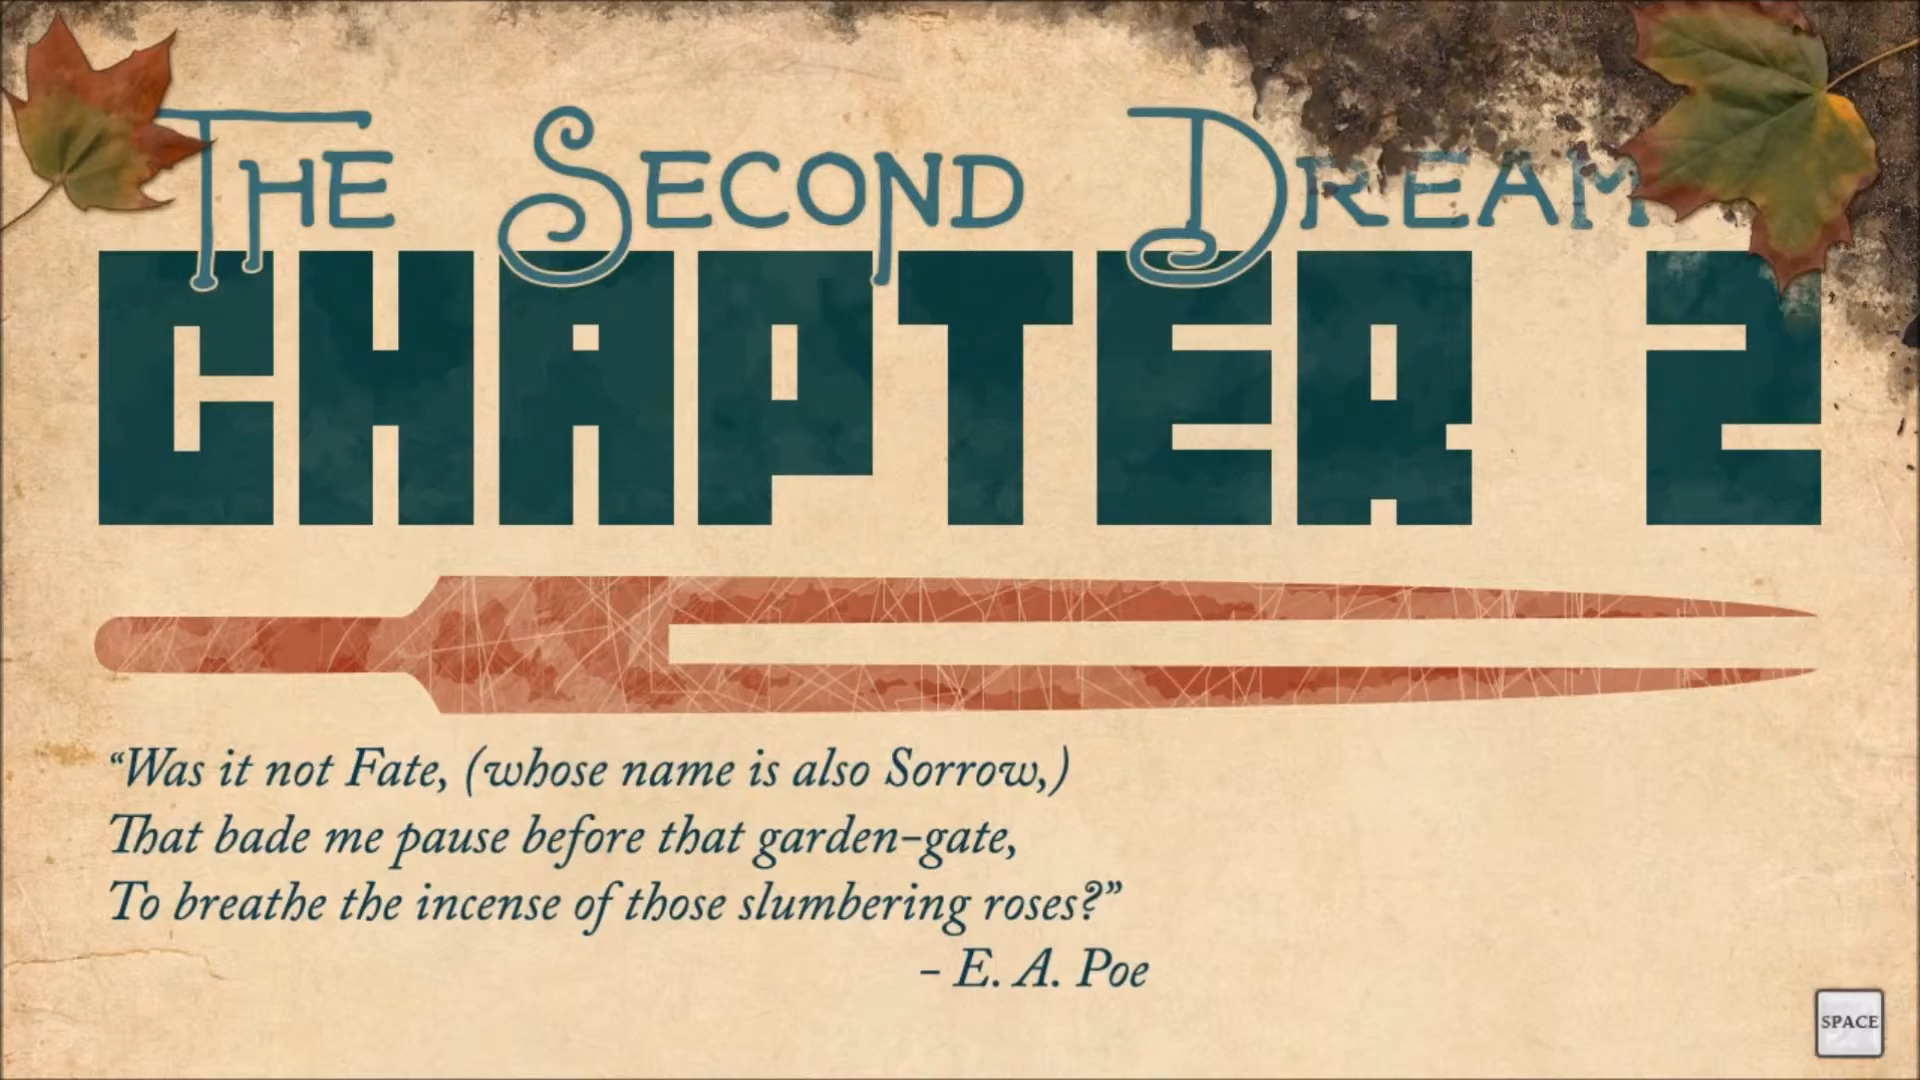 The Second Dream
CHAPTER 2
“Was it not Fate, (whose name is also Sorrow,)
That bade me pause before that garden-gate,
To breathe the incense of those slumbering roses?”
- E. A. Poe
SPACE